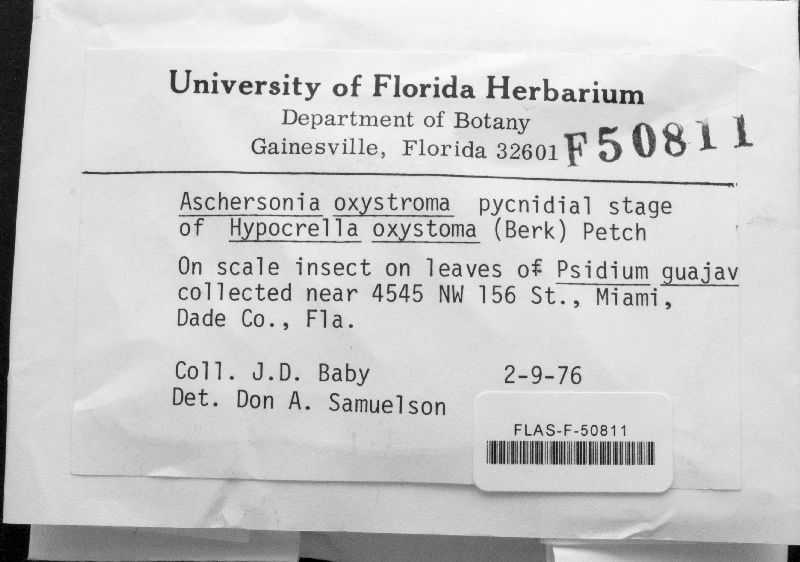 University of Florida Herbarium
Department of Botany
Gainesville, Florida 32601 F50811
Aschersonia oxystroma pycnidial stage
of Hypocrella oxystoma (Berk) Petch
On scale insect on leaves of Psidium guajav
collected near 4545 NW 156 St., Miami,
Dade Co., Fla.
Coll. J.D. Baby 2-9-76
Det. Don A. Samuelson
FLAS-F-50811